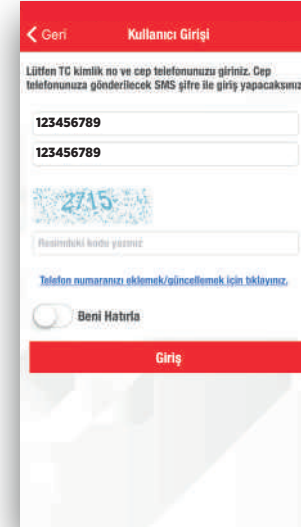 Geri
Kullanıcı Girişi
Lütfen TC kimlik no ve cep telefonunuzu giriniz. Cep
telefonunuza gönderilecek SMS şifre ile giriş yapacaksınız
123456789
123456789
2715
Resimdeki kodu yazınız
Telefon numaranızı eklemek/güncellemek için tıklayınız.
Beni Hatırla
Giriş